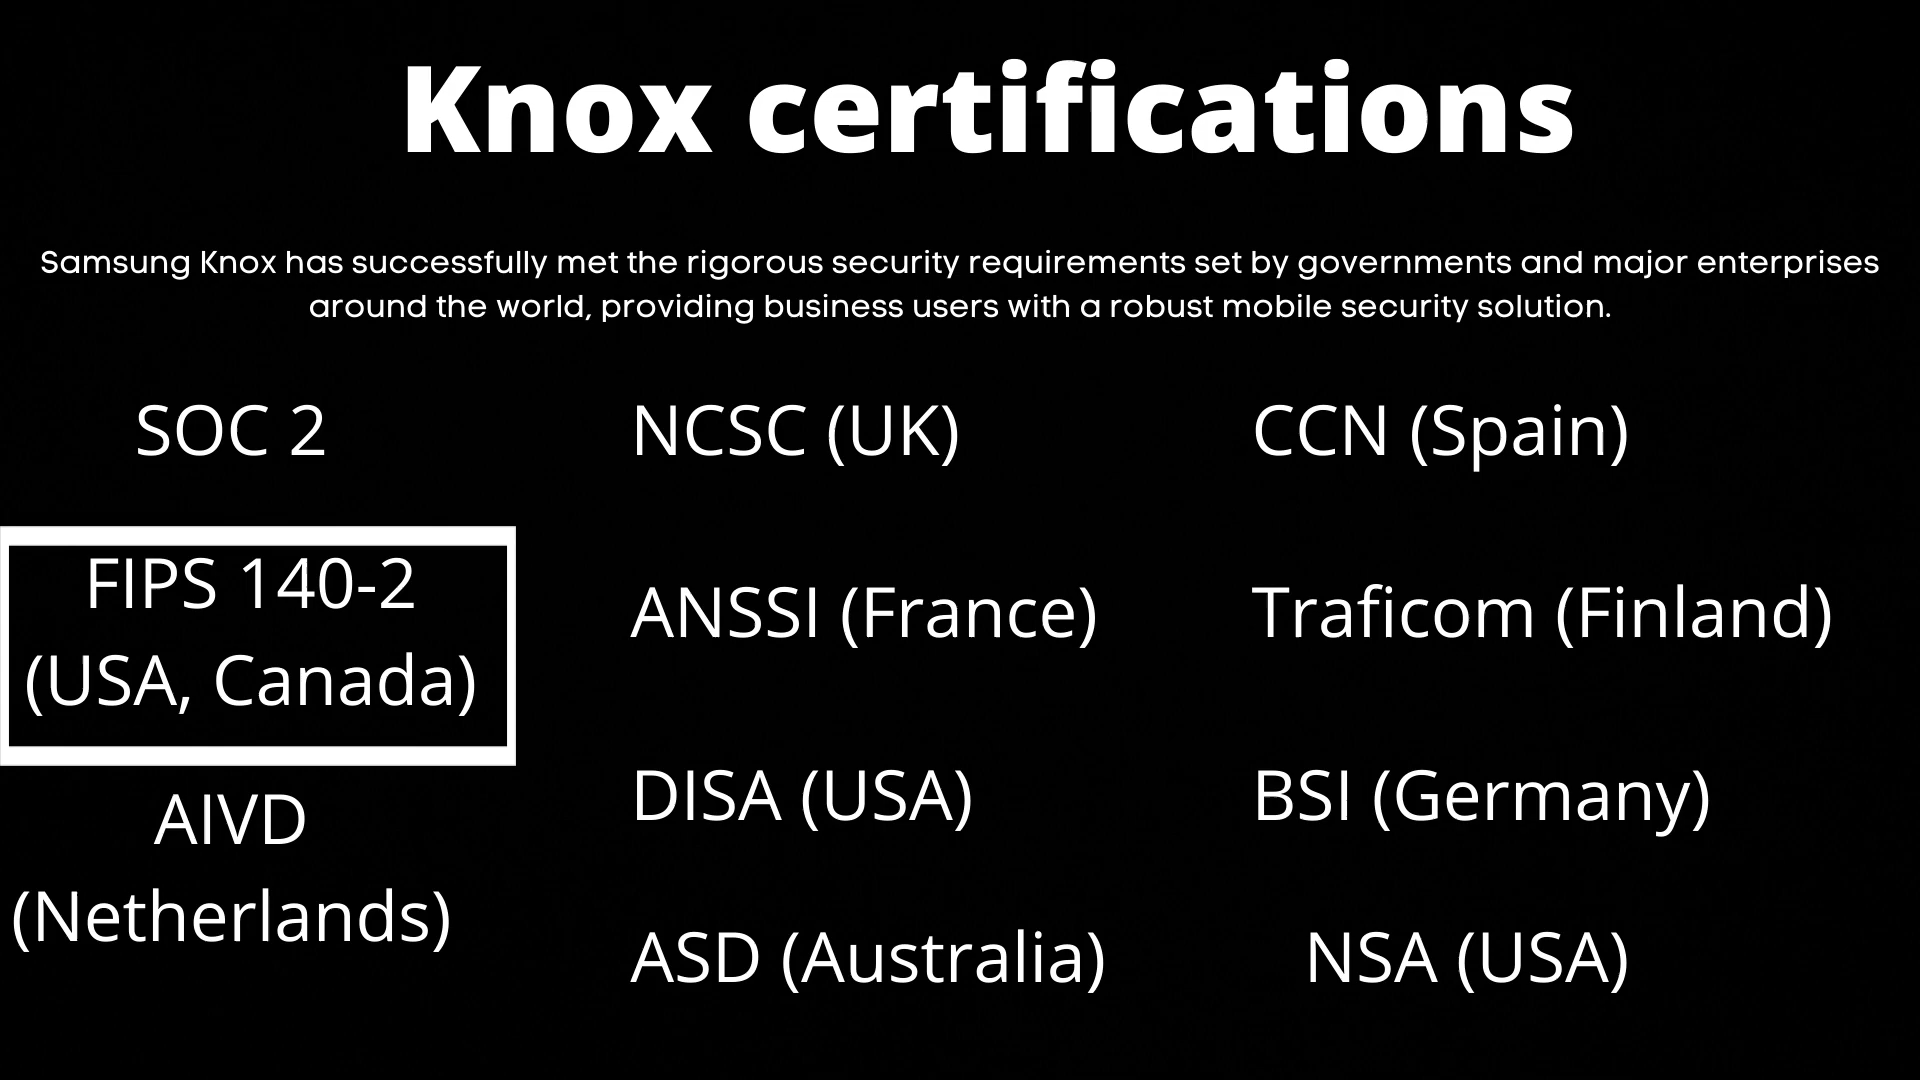 Knox certifications
Samsung Knox has successfully met the rigorous security requirements set by governments and major enterprises
around the world, providing business users with a robust mobile security solution.
SOC 2
FIPS 140-2
(USA, Canada)
AIVD
(Netherlands)
NCSC (UK)
ANSSI (France)
DISA (USA)
ASD (Australia)
CCN (Spain)
Traficom (Finland)
BSI (Germany)
NSA (USA)